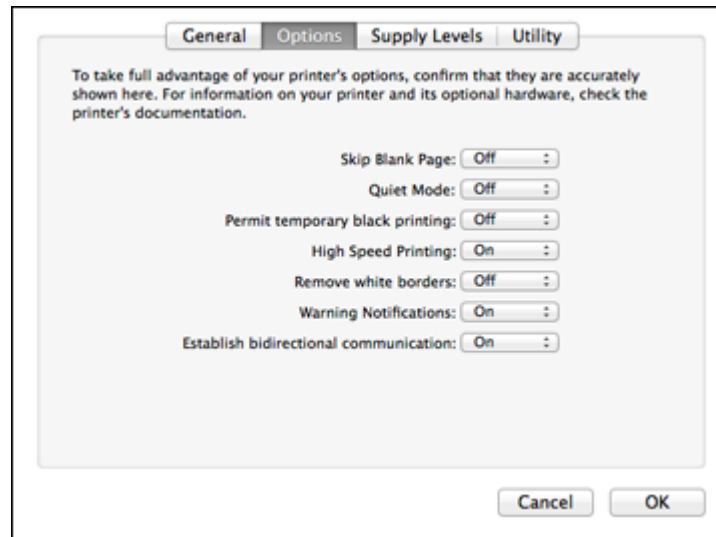 General Options Supply Levels Utility
To take full advantage of your printer's options, confirm that they are accurately
shown here. For information on your printer and its optional hardware, check the
printer's documentation.
Skip Blank Page: Off
Quiet Mode: Off
Permit temporary black printing: Off
High Speed Printing: On
Remove white borders: Off
Warning Notifications: On
Establish bidirectional communication: On
Cancel OK